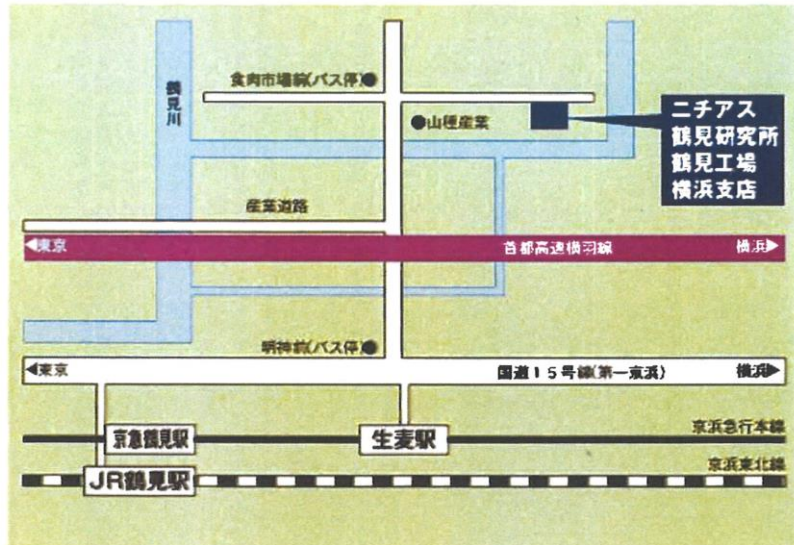 鶴見川
食肉市場前(バス停)
山種産業
ニチアス
鶴見研究所
鶴見工場
横浜支店
産業道路
◀東京
首都高速横羽線
横浜▶
明神前(バス停)
◀東京
国道15号線(第一京浜)
横浜▶
京急鶴見駅
生麦駅
京浜急行本線
JR鶴見駅
京浜東北線